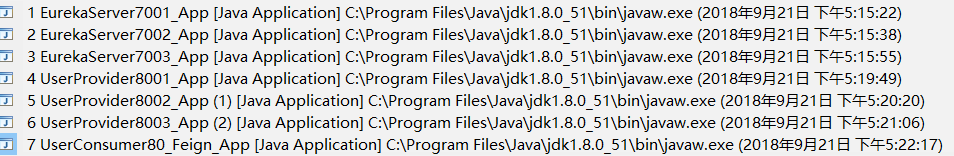 1 EurekaServer7001_App [Java Application] C:\Program Files\Java\jdk1.8.0_51\bin\javaw.exe (2018年9月21日 下午5:15:22)
2 EurekaServer7002_App [Java Application] C:\Program Files\Java\jdk1.8.0_51\bin\javaw.exe (2018年9月21日 下午5:15:38)
3 EurekaServer7003_App [Java Application] C:\Program Files\Java\jdk1.8.0_51\bin\javaw.exe (2018年9月21日 下午5:15:55)
4 UserProvider8001_App [Java Application] C:\Program Files\Java\jdk1.8.0_51\bin\javaw.exe (2018年9月21日 下午5:19:49)
5 UserProvider8002_App (1) [Java Application] C:\Program Files\Java\jdk1.8.0_51\bin\javaw.exe (2018年9月21日 下午5:20:20)
6 UserProvider8003_App (2) [Java Application] C:\Program Files\Java\jdk1.8.0_51\bin\javaw.exe (2018年9月21日 下午5:21:06)
7 UserConsumer80_Feign_App [Java Application] C:\Program Files\Java\jdk1.8.0_51\bin\javaw.exe (2018年9月21日 下午5:22:17)